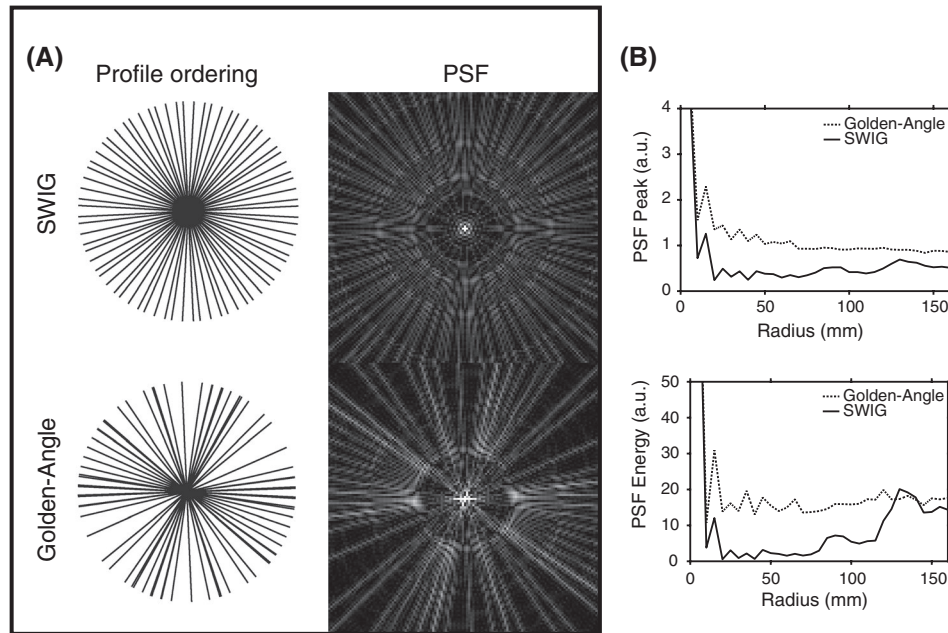 (A)
Profile ordering
PSF
SWIG
Golden-Angle
(B)
PSF Peak (a.u.)
4
3
2
1
0
Golden-Angle
SWIG
0
50
100
150
Radius (mm)
PSF Energy (a.u.)
50
40
30
20
10
0
Golden-Angle
SWIG
0
50
100
150
Radius (mm)